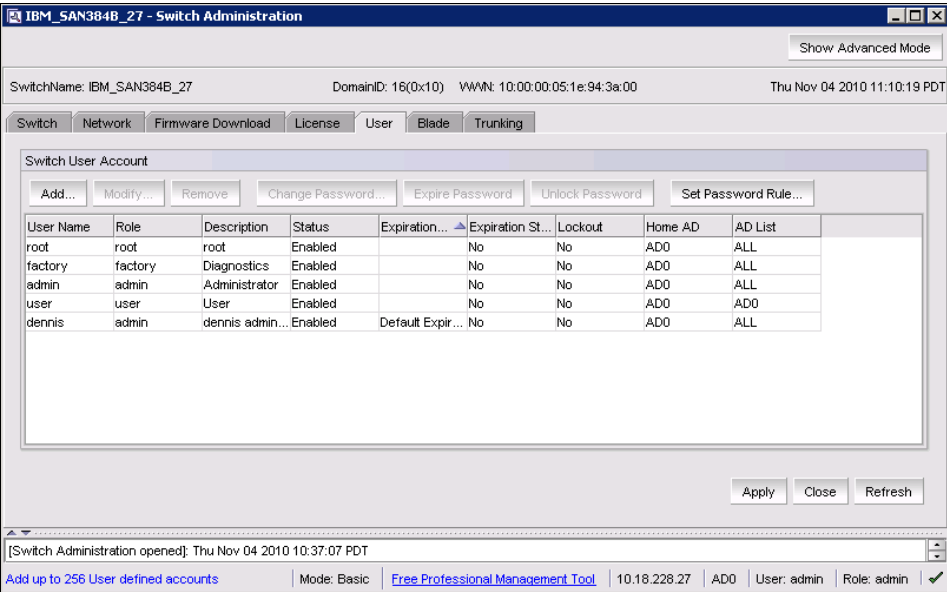 IBM_SAN384B_27 - Switch Administration
Show Advanced Mode
SwitchName: IBM_SAN384B_27 DomainID: 16(0x10) WWN: 10:00:00:05:1e:94:3a:00 Thu Nov 04 2010 11:10:19 PDT
Switch Network Firmware Download License User Blade Trunking
Switch User Account
Add... Modify... Remove Change Password... Expire Password Unlock Password Set Password Rule...
User Name Role Description Status Expiration... Expiration St... Lockout Home AD AD List
root root root Enabled No No AD0 ALL
factory factory Diagnostics Enabled No No AD0 ALL
admin admin Administrator Enabled No No AD0 ALL
user user User Enabled No No AD0 AD0
dennis admin dennis admin... Enabled Default Expir... No No AD0 ALL
Apply Close Refresh
[Switch Administration opened]: Thu Nov 04 2010 10:37:07 PDT
Add up to 256 User defined accounts Mode: Basic Free Professional Management Tool 10.18.228.27 AD0 User: admin Role: admin